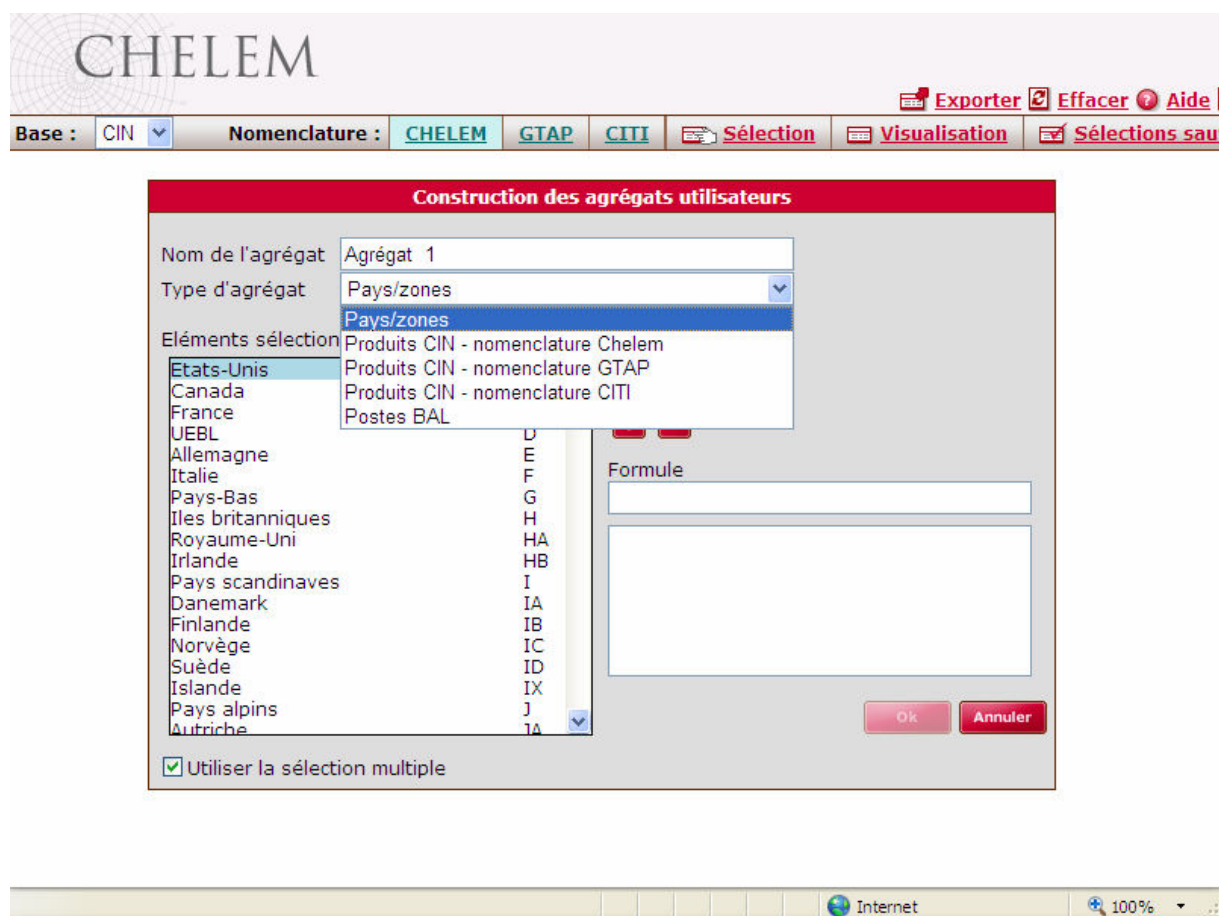 CHELEM
Exporter Effacer Aide
Base : CIN Nomenclature : CHELEM GTAP CITI Sélection Visualisation Sélections sau
Construction des agrégats utilisateurs
Nom de l'agrégat Agrégat 1
Type d'agrégat Pays/zones
Pays/zones
Produits CIN - nomenclature Chelem
Produits CIN - nomenclature GTAP
Produits CIN - nomenclature CITI
Postes BAL
Eléments sélection
Etats-Unis
Canada
France
UEBL D
Allemagne E
Italie F
Pays-Bas G
Iles britanniques H
Royaume-Uni HA
Irlande HB
Pays scandinaves I
Danemark IA
Finlande IB
Norvège IC
Suède ID
Islande IX
Pays alpins J
Autriche JA
Formule
Ok Annuler
Utiliser la sélection multiple
Internet 100%